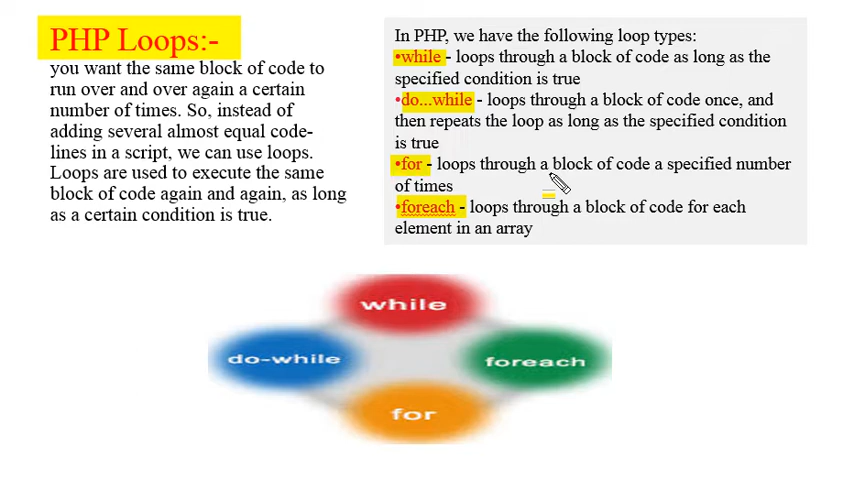 PHP Loops:-
you want the same block of code to
run over and over again a certain
number of times. So, instead of
adding several almost equal code-
lines in a script, we can use loops.
Loops are used to execute the same
block of code again and again, as long
as a certain condition is true.
In PHP, we have the following loop types:
•while - loops through a block of code as long as the
specified condition is true
•do...while - loops through a block of code once, and
then repeats the loop as long as the specified condition
is true
•for - loops through a block of code a specified number
of times
•foreach - loops through a block of code for each
element in an array
while
do-while
foreach
for